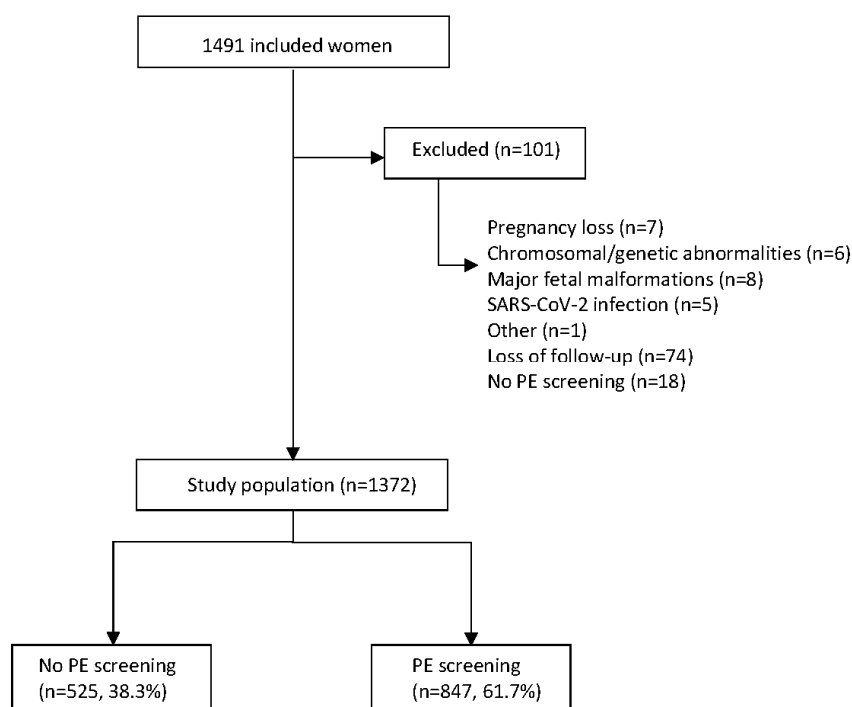 1491 included women
Excluded (n=101)
Pregnancy loss (n=7)
Chromosomal/genetic abnormalities (n=6)
Major fetal malformations (n=8)
SARS-CoV-2 infection (n=5)
Other (n=1)
Loss of follow-up (n=74)
No PE screening (n=18)
Study population (n=1372)
No PE screening
(n=525, 38.3%)
PE screening
(n=847, 61.7%)